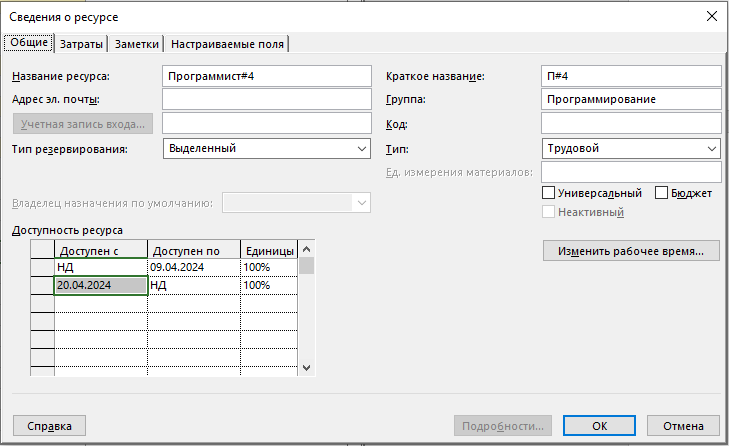 Сведения о ресурсе
Общие Затраты Заметки Настраиваемые поля
Название ресурса: Программист#4 Краткое название: П#4
Адрес эл. почты: Группа: Программирование
Учетная запись входа... Код:
Тип резервирования: Выделенный Тип: Трудовой
Ед. измерения материалов:
Универсальный Бюджет
Владелец назначения по умолчанию:
Неактивный
Доступность ресурса
Доступен с Доступен по Единицы
НД 09.04.2024 100%
20.04.2024 НД 100%
Изменить рабочее время...
Справка Подробности... ОК Отмена